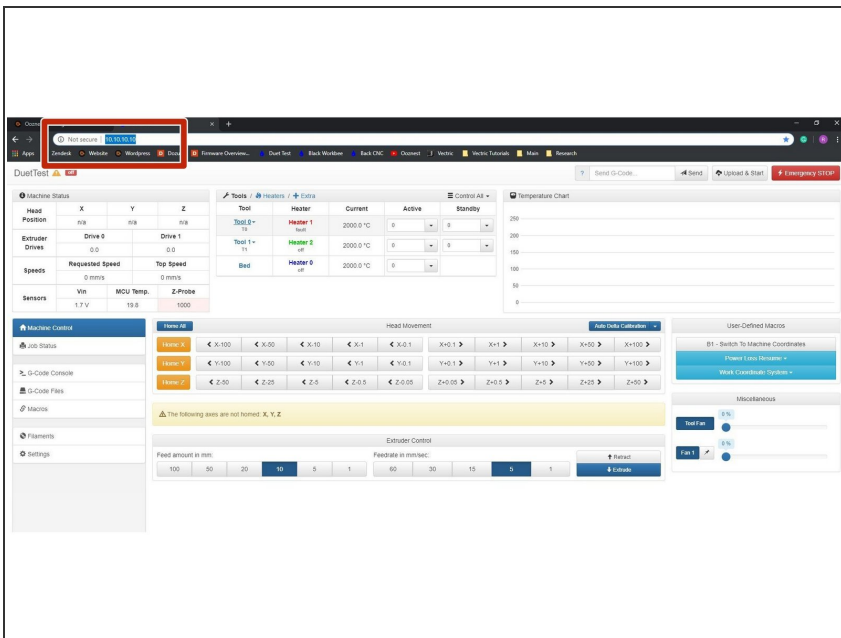 Oozne
Not secure | 10.10.10.10
Apps Zendesk Website Wordpress Dozu Firmware Overview... Duet Test Black Workbee Back CNC Ooznest Vectric Vectric Tutorials Main Research
DuetTest Off
? Send G-Code... Send Upload & Start Emergency STOP
Machine Status
Head Position X Y Z
n/a n/a n/a
Extruder Drives Drive 0 Drive 1
0.0 0.0
Speeds Requested Speed Top Speed
0 mm/s 0 mm/s
Sensors Vin MCU Temp. Z-Probe
1.7 V 19.8 1000
Tools / Heaters / + Extra Control All
Tool Heater Current Active Standby
Tool 0 Heater 1 2000.0 °C 0 0
T0 fault
Tool 1 Heater 2 2000.0 °C 0 0
T1 off
Bed Heater 0 2000.0 °C 0
off
Temperature Chart
250
200
150
100
50
0
Machine Control
Job Status
G-Code Console
G-Code Files
Macros
Filaments
Settings
Home All Head Movement Auto Delta Calibration
Home X X-100 X-50 X-10 X-1 X-0.1 X+0.1 X+1 X+10 X+50 X+100
Home Y Y-100 Y-50 Y-10 Y-1 Y-0.1 Y+0.1 Y+1 Y+10 Y+50 Y+100
Home Z Z-50 Z-25 Z-5 Z-0.5 Z-0.05 Z+0.05 Z+0.5 Z+5 Z+25 Z+50
The following axes are not homed: X, Y, Z
Extruder Control
Feed amount in mm: Feedrate in mm/sec:
100 50 20 10 5 1 60 30 15 5 1
Retract
Extrude
User-Defined Macros
B1 - Switch To Machine Coordinates
Power Loss Resume
Work Coordinate System
Miscellaneous
Tool Fan 0 %
Fan 1 0 %